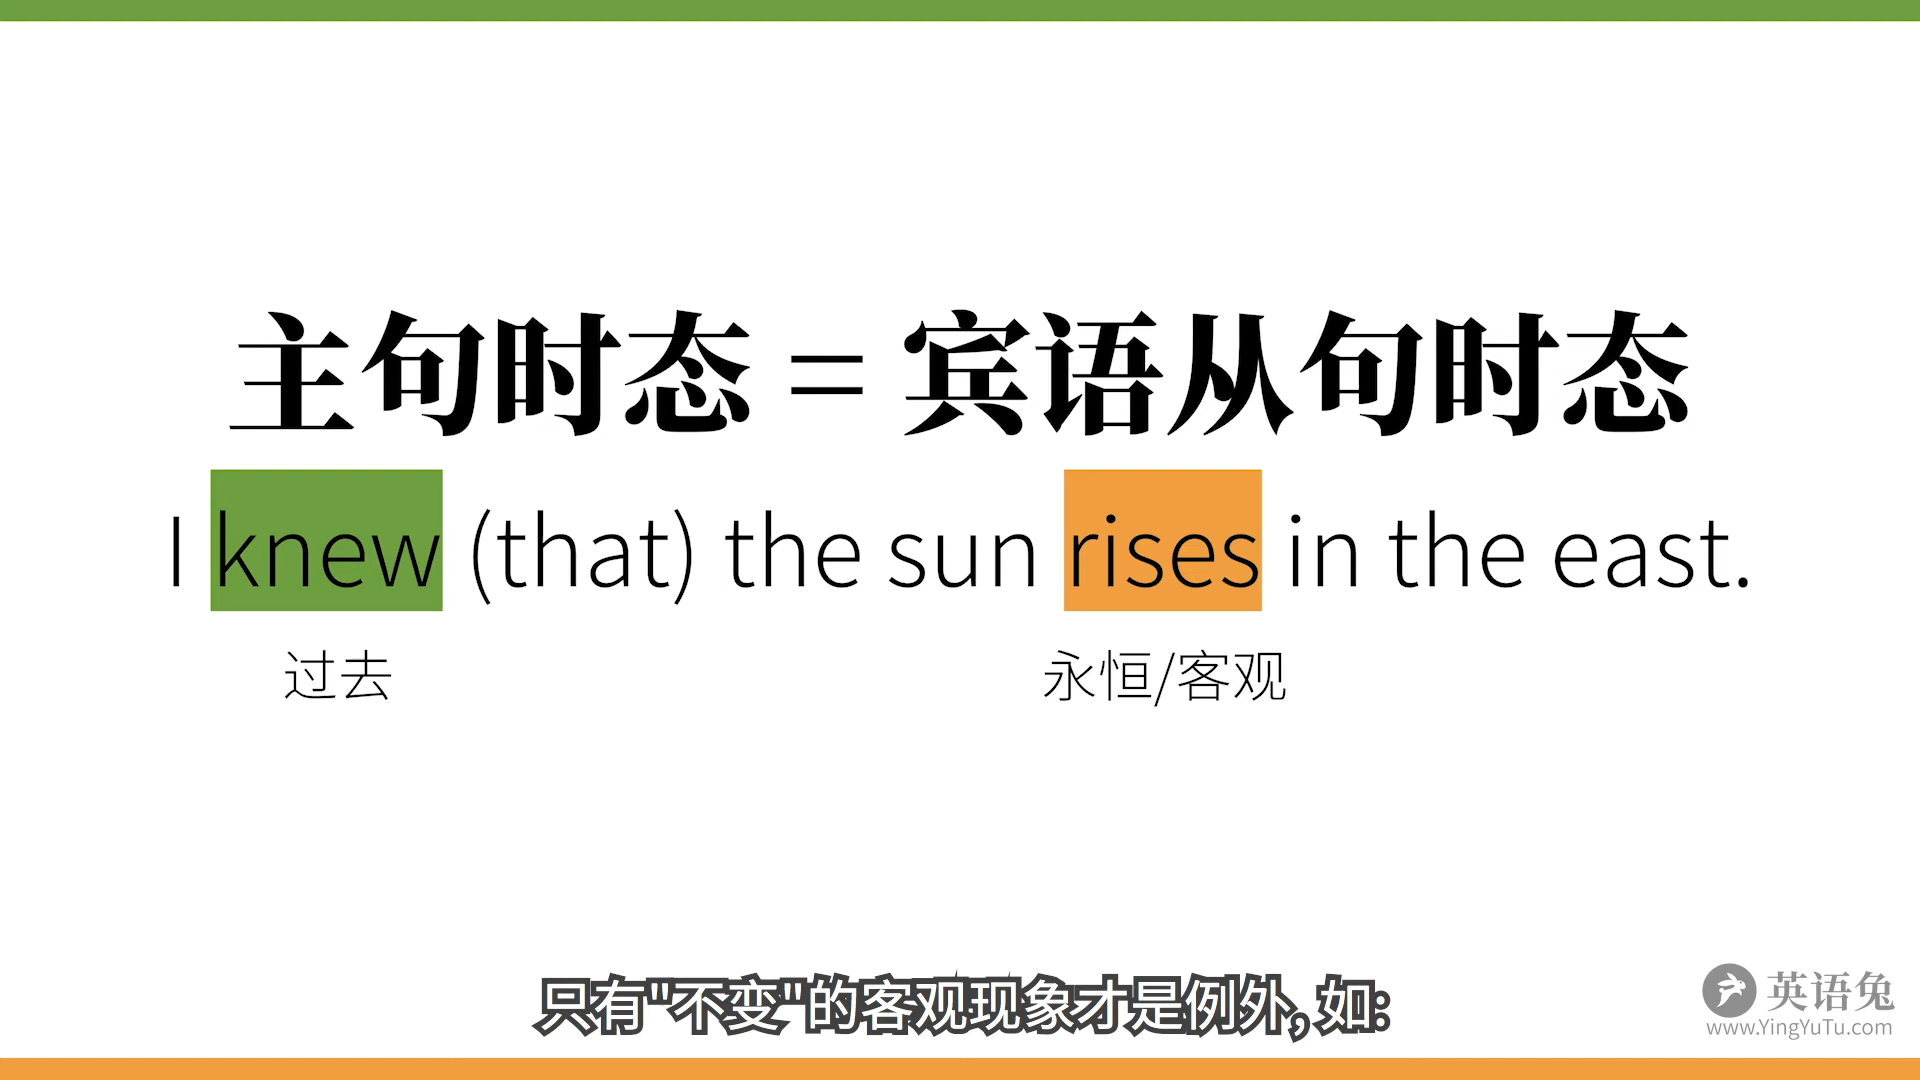 主句时态 = 宾语从句时态
I knew (that) the sun rises in the east.
过去
永恒/客观
只有"不变"的客观现象才是例外, 如:
英语兔
www.YingYuTu.com